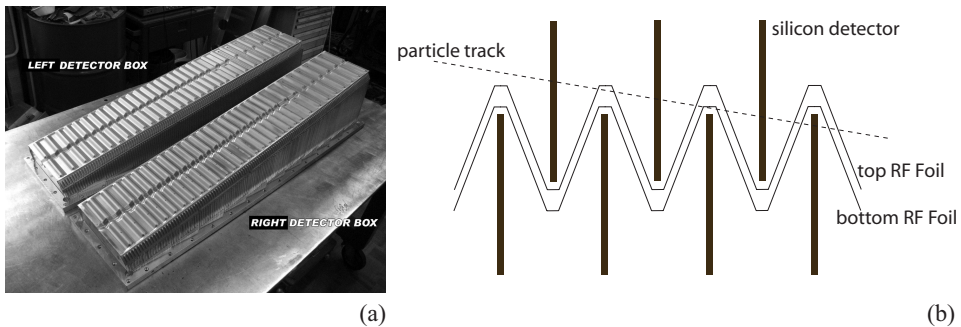 LEFT DETECTOR BOX
RIGHT DETECTOR BOX
(a)
particle track
silicon detector
top RF Foil
bottom RF Foil
(b)